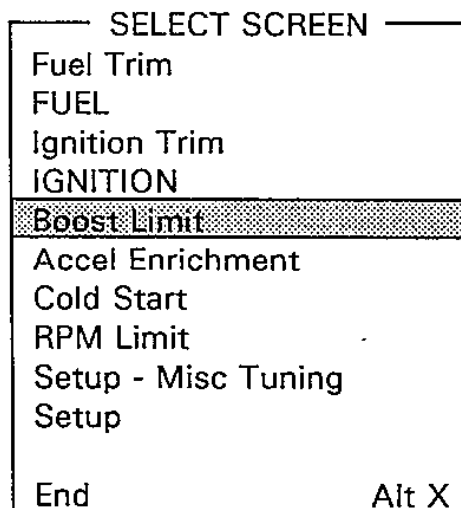 SELECT SCREEN
Fuel Trim
FUEL
Ignition Trim
IGNITION
Boost Limit
Accel Enrichment
Cold Start
RPM Limit
Setup - Misc Tuning
Setup
End Alt X